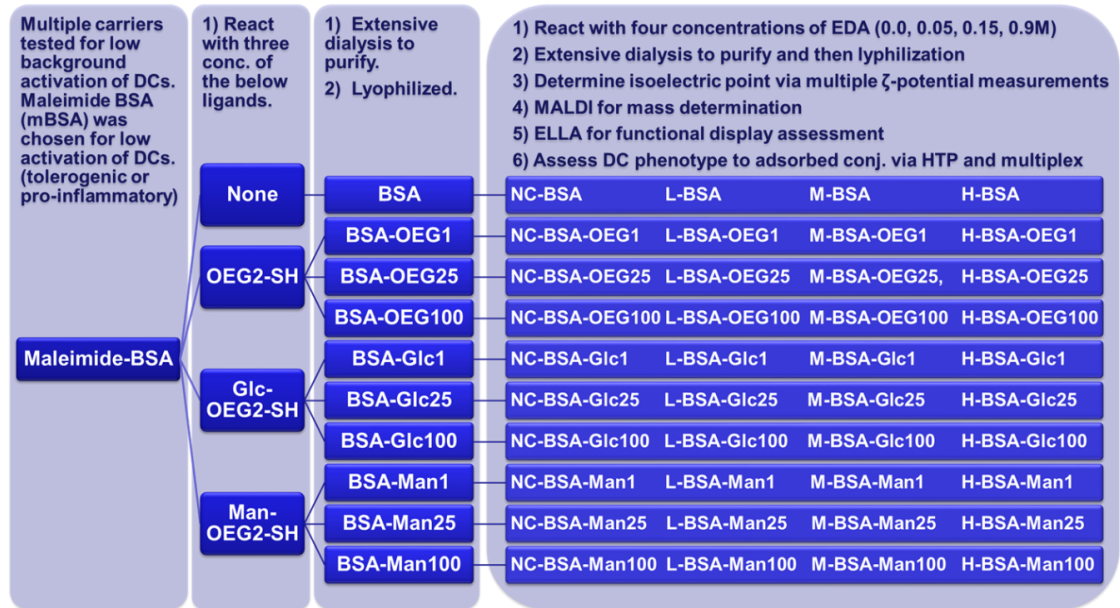 Multiple carriers
tested for low
background
activation of DCs.
Maleimide BSA
(mBSA) was
chosen for low
activation of DCs.
(tolerogenic or
pro-inflammatory)
Maleimide-BSA
1) React
with three
conc. of
the below
ligands.
None
OEG2-SH
Glc-
OEG2-SH
Man-
OEG2-SH
1) Extensive
dialysis to
purify.
2) Lyophilized.
BSA
BSA-OEG1
BSA-OEG25
BSA-OEG100
BSA-Glc1
BSA-Glc25
BSA-Glc100
BSA-Man1
BSA-Man25
BSA-Man100
1) React with four concentrations of EDA (0.0, 0.05, 0.15, 0.9M)
2) Extensive dialysis to purify and then lyphilization
3) Determine isoelectric point via multiple ζ-potential measurements
4) MALDI for mass determination
5) ELLA for functional display assessment
6) Assess DC phenotype to adsorbed conj. via HTP and multiplex
NC-BSA L-BSA M-BSA H-BSA
NC-BSA-OEG1 L-BSA-OEG1 M-BSA-OEG1 H-BSA-OEG1
NC-BSA-OEG25 L-BSA-OEG25 M-BSA-OEG25, H-BSA-OEG25
NC-BSA-OEG100 L-BSA-OEG100 M-BSA-OEG100 H-BSA-OEG100
NC-BSA-Glc1 L-BSA-Glc1 M-BSA-Glc1 H-BSA-Glc1
NC-BSA-Glc25 L-BSA-Glc25 M-BSA-Glc25 H-BSA-Glc25
NC-BSA-Glc100 L-BSA-Glc100 M-BSA-Glc100 H-BSA-Glc100
NC-BSA-Man1 L-BSA-Man1 M-BSA-Man1 H-BSA-Man1
NC-BSA-Man25 L-BSA-Man25 M-BSA-Man25 H-BSA-Man25
NC-BSA-Man100 L-BSA-Man100 M-BSA-Man100 H-BSA-Man100